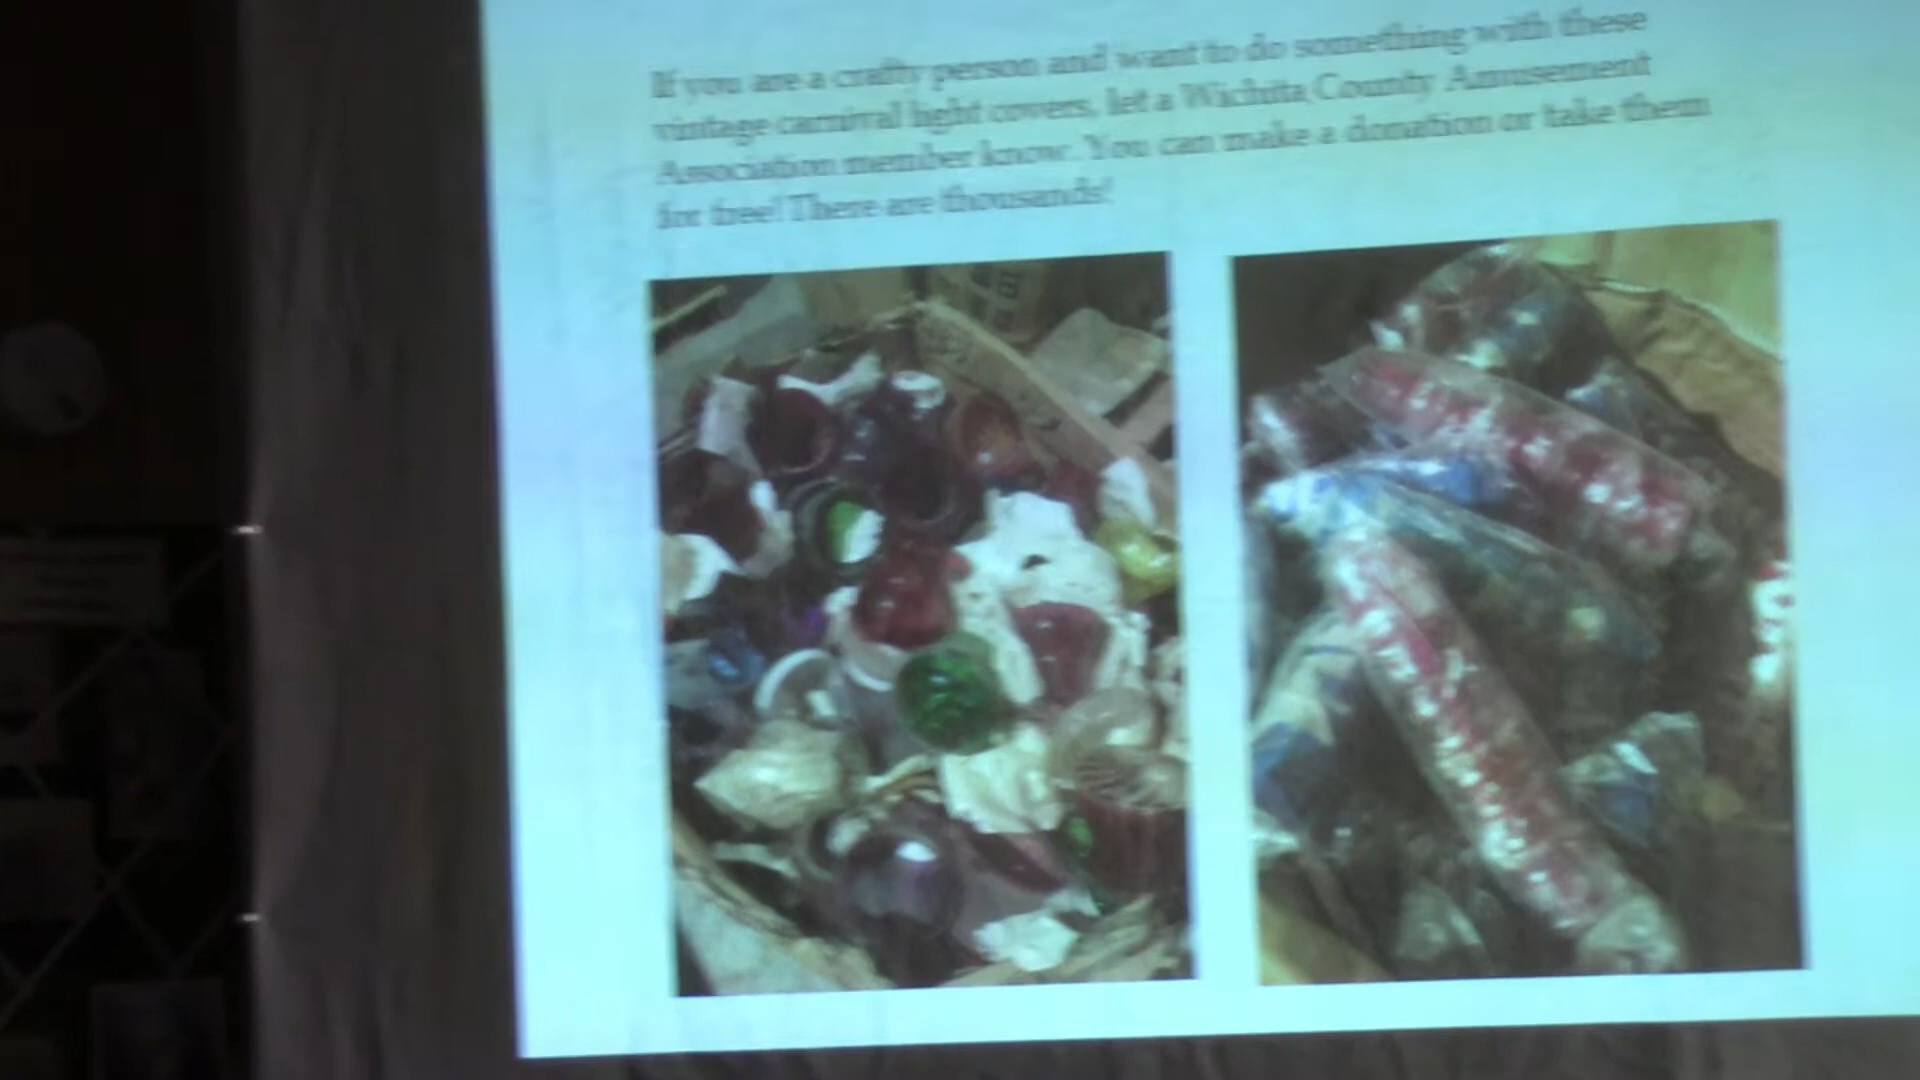 If you are a crafty person and want to do something with these
vintage carnival light covers, let a Wichita County Amusement
Association member know. You can make a donation or take them
for free! There are thousands!